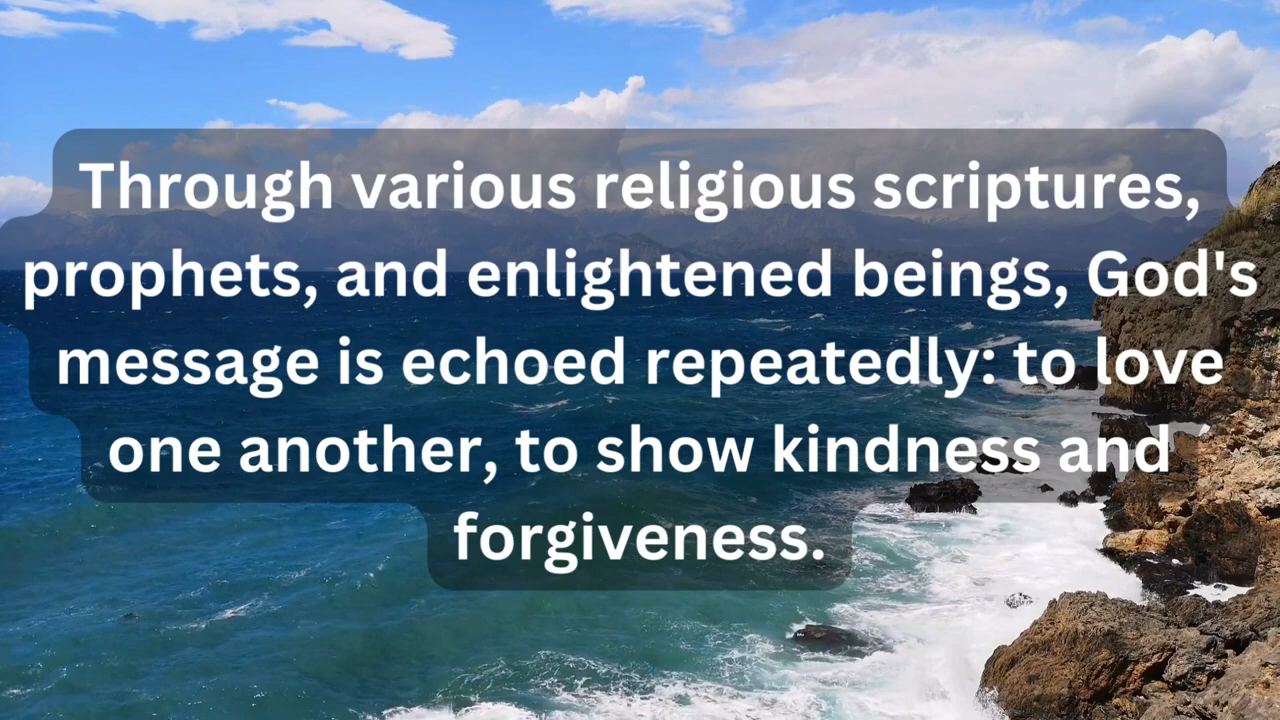 Through various religious scriptures,
prophets, and enlightened beings, God's
message is echoed repeatedly: to love
one another, to show kindness and
forgiveness.